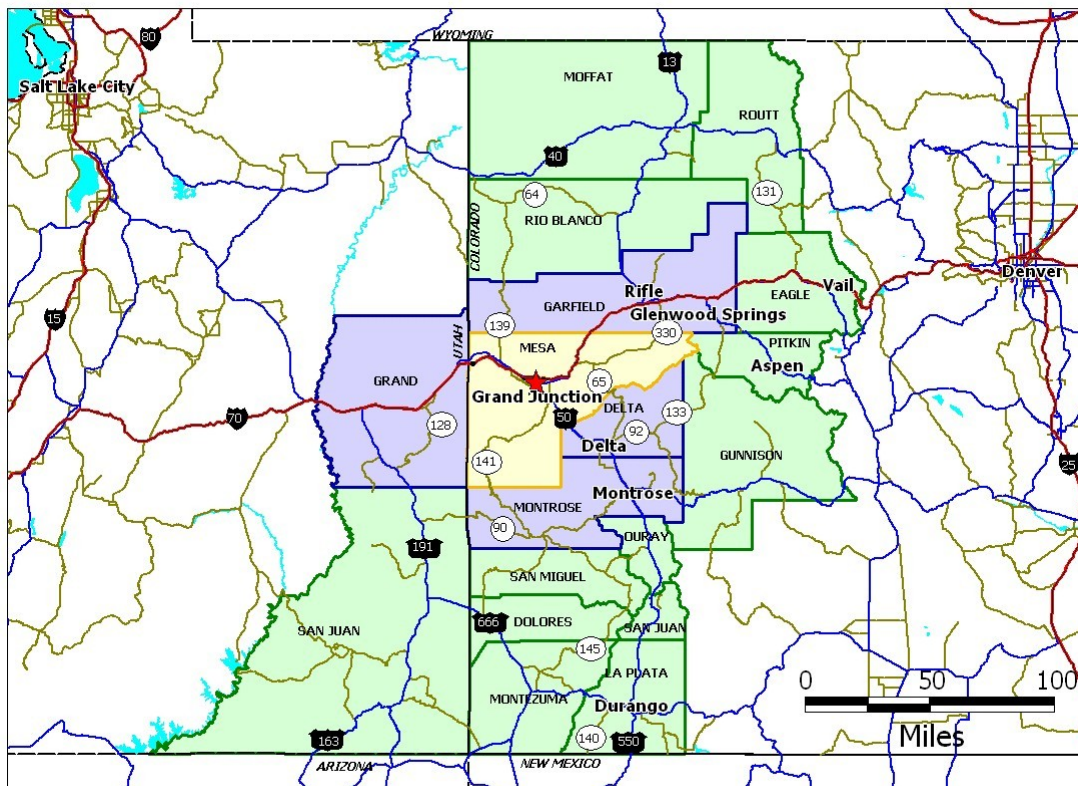 WYOMING
80
13
MOFFAT
Salt Lake City
ROUTT
40
64
131
RIO BLANCO
COLORADO
Denver
Rifle
Vail
EAGLE
GARFIELD
Glenwood Springs
15
139
330
UTAH
MESA
PITKIN
Aspen
GRAND
65
Grand Junction
DELTA
133
50
70
128
92
Delta
GUNNISON
141
25
Montrose
MONTROSE
90
OURAY
191
SAN MIGUEL
666
DOLORES
SAN JUAN
SAN JUAN
145
LA PLATA
0 50 100
MONTEZUMA
Durango
163
140
550
Miles
ARIZONA
NEW MEXICO